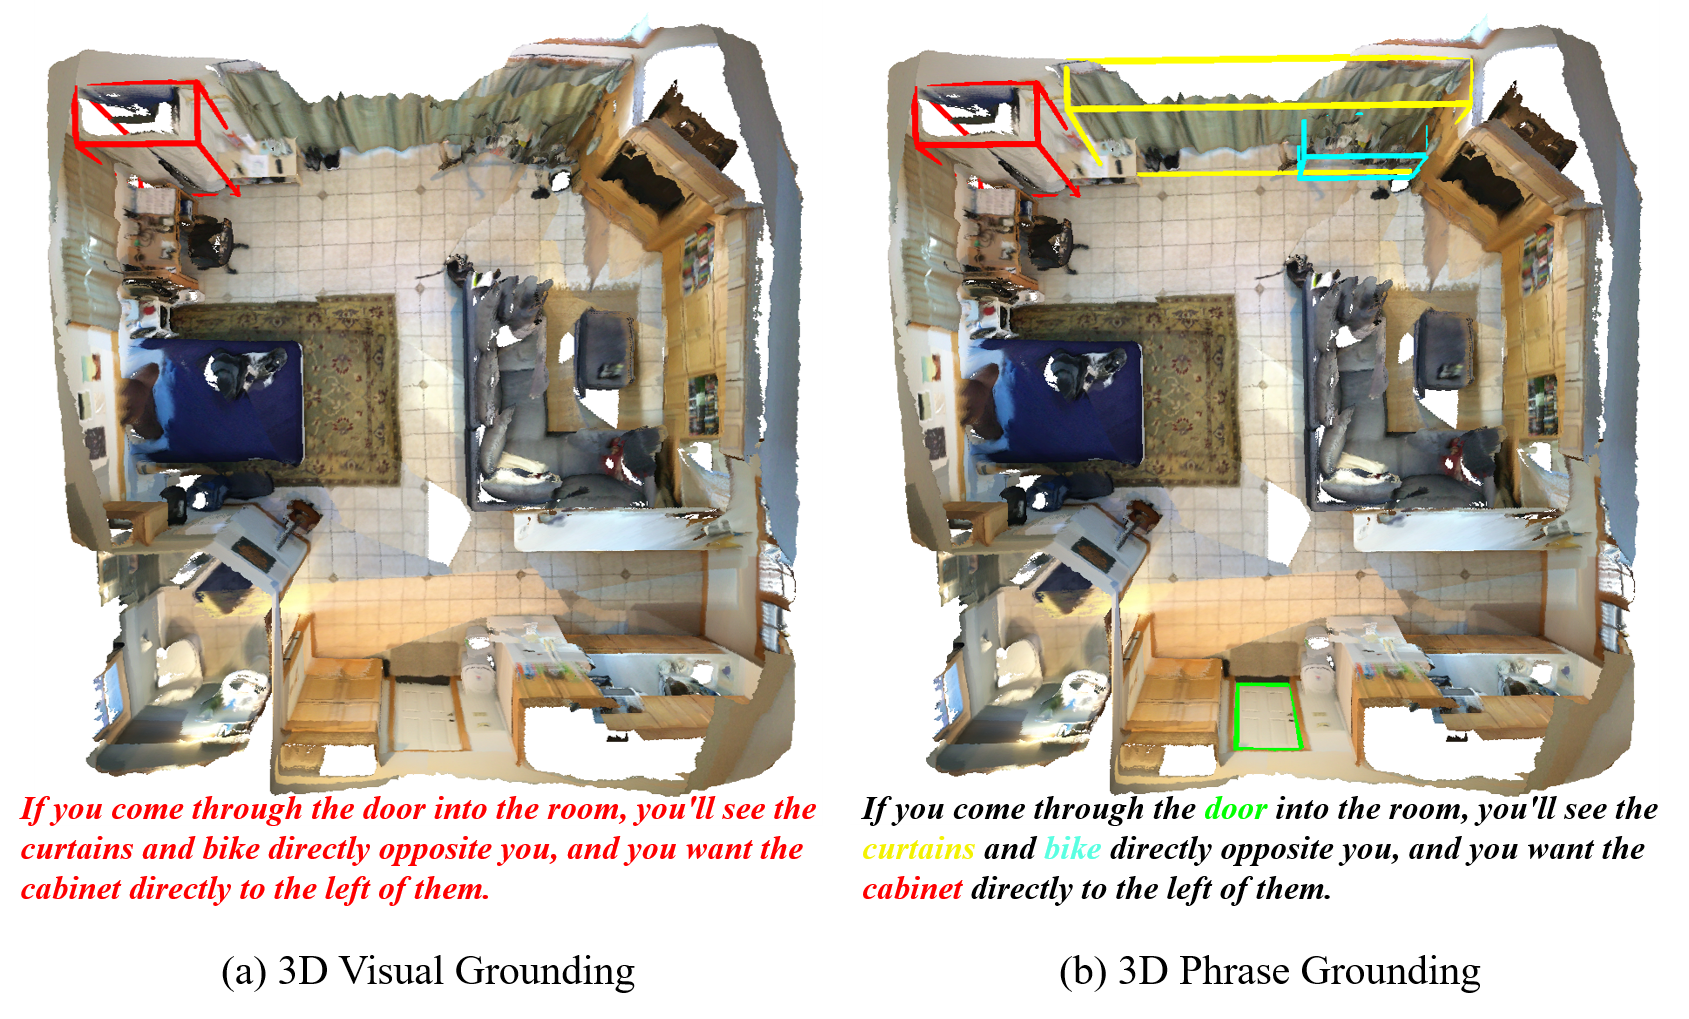 If you come through the door into the room, you'll see the
curtains and bike directly opposite you, and you want the
cabinet directly to the left of them.
(a) 3D Visual Grounding
If you come through the door into the room, you'll see the
curtains and bike directly opposite you, and you want the
cabinet directly to the left of them.
(b) 3D Phrase Grounding